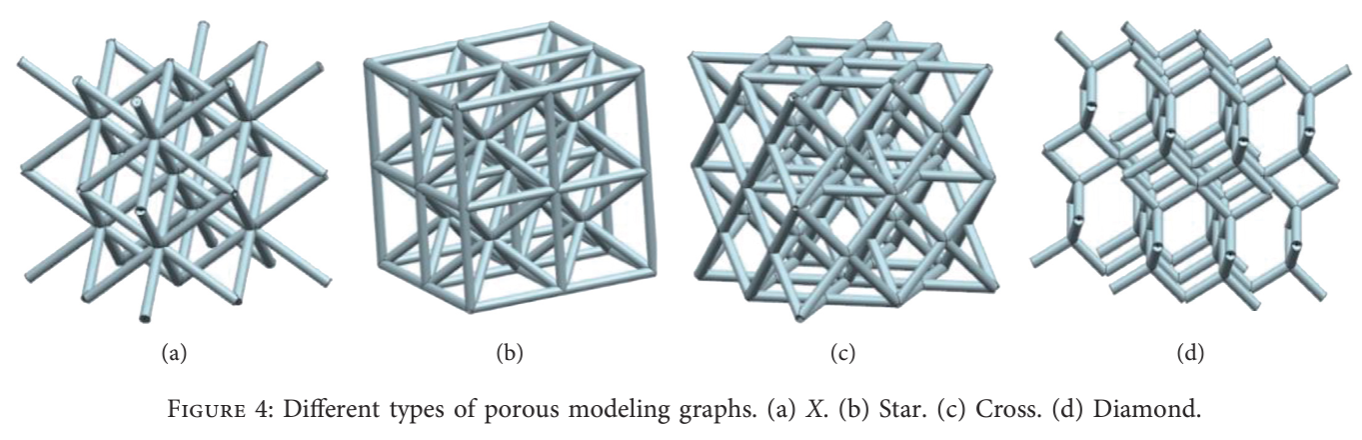 (a)
(b)
(c)
(d)
FIGURE 4: Different types of porous modeling graphs. (a) X. (b) Star. (c) Cross. (d) Diamond.